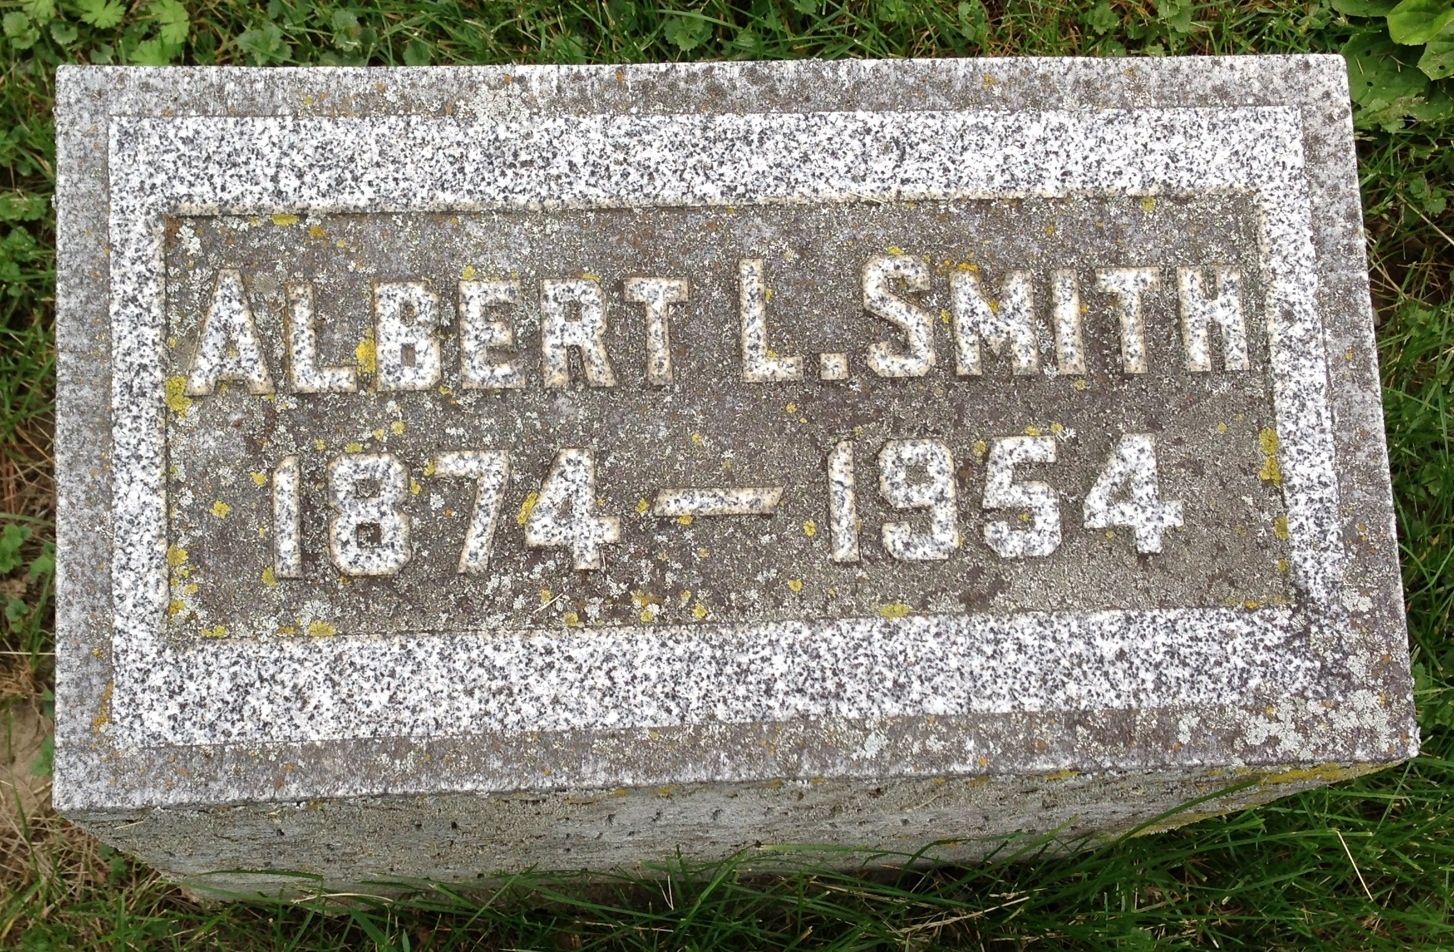 ALBERT L. SMITH
1874 — 1954